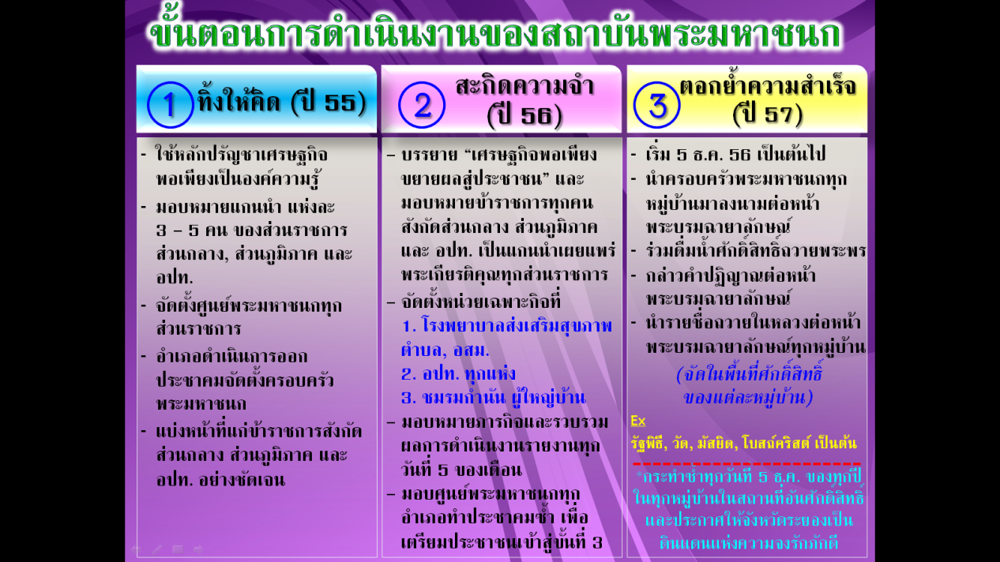 ขั้นตอนการดำเนินงานของสถาบันพระมหาชนก
1 ทิ้งให้คิด (ปี 55)
- ใช้หลักปรัญชาเศรษฐกิจ
พอเพียงเป็นองค์ความรู้
- มอบหมายแกนนำ แห่งละ
3 – 5 คน ของส่วนราชการ
ส่วนกลาง, ส่วนภูมิภาค และ
อปท.
- จัดตั้งศูนย์พระมหาชนกทุก
ส่วนราชการ
- อำเภอดำเนินการออก
ประชาคมจัดตั้งครอบครัว
พระมหาชนก
- แบ่งหน้าที่แก่ข้าราชการสังกัด
ส่วนกลาง ส่วนภูมิภาค และ
อปท. อย่างชัดเจน
2 สะกิดความจำ
(ปี 56)
– บรรยาย “เศรษฐกิจพอเพียง
ขยายผลสู่ประชาชน” และ
มอบหมายข้าราชการทุกคน
สังกัดส่วนกลาง ส่วนภูมิภาค
และ อปท. เป็นแกนนำเผยแพร่
พระเกียรติคุณทุกส่วนราชการ
– จัดตั้งหน่วยเฉพาะกิจที่
1. โรงพยาบาลส่งเสริมสุขภาพ
ตำบล, อสม.
2. อปท. ทุกแห่ง
3. ชมรมกำนัน ผู้ใหญ่บ้าน
– มอบหมายภารกิจและรวบรวม
ผลการดำเนินงานรายงานทุก
วันที่ 5 ของเดือน
– มอบศูนย์พระมหาชนกทุก
อำเภอทำประชาคมซ้ำ เพื่อ
เตรียมประชาชนเข้าสู่ขั้นที่ 3
3 ตอกย้ำความสำเร็จ
(ปี 57)
- เริ่ม 5 ธ.ค. 56 เป็นต้นไป
- นำครอบครัวพระมหาชนกทุก
หมู่บ้านมาลงนามต่อหน้า
พระบรมฉายาลักษณ์
- ร่วมดื่มน้ำศักดิ์สิทธิ์ถวายพระพร
- กล่าวคำปฏิญาณต่อหน้า
พระบรมฉายาลักษณ์
- นำรายชื่อถวายในหลวงต่อหน้า
พระบรมฉายาลักษณ์ทุกหมู่บ้าน
(จัดในพื้นที่ศักดิ์สิทธิ์
ของแต่ละหมู่บ้าน)
Ex
รัฐพิธี, วัด, มัสยิด, โบสถ์คริสต์ เป็นต้น
*กระทำซ้ำทุกวันที่ 5 ธ.ค. ของทุกปี
ในทุกหมู่บ้านในสถานที่อันศักดิ์สิทธิ์
และประกาศให้จังหวัดระยองเป็น
ดินแดนแห่งความจงรักภักดี